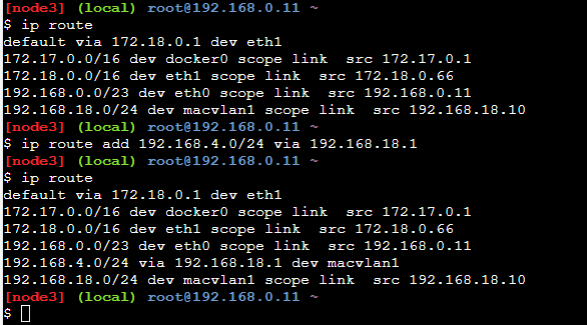 [node3] (local) root@192.168.0.11 ~
$ ip route
default via 172.18.0.1 dev eth1
172.17.0.0/16 dev docker0 scope link  src 172.17.0.1
172.18.0.0/16 dev eth1 scope link  src 172.18.0.66
192.168.0.0/23 dev eth0 scope link  src 192.168.0.11
192.168.18.0/24 dev macvlan1 scope link  src 192.168.18.10
[node3] (local) root@192.168.0.11 ~
$ ip route add 192.168.4.0/24 via 192.168.18.1
[node3] (local) root@192.168.0.11 ~
$ ip route
default via 172.18.0.1 dev eth1
172.17.0.0/16 dev docker0 scope link  src 172.17.0.1
172.18.0.0/16 dev eth1 scope link  src 172.18.0.66
192.168.0.0/23 dev eth0 scope link  src 192.168.0.11
192.168.4.0/24 via 192.168.18.1 dev macvlan1
192.168.18.0/24 dev macvlan1 scope link  src 192.168.18.10
[node3] (local) root@192.168.0.11 ~
$